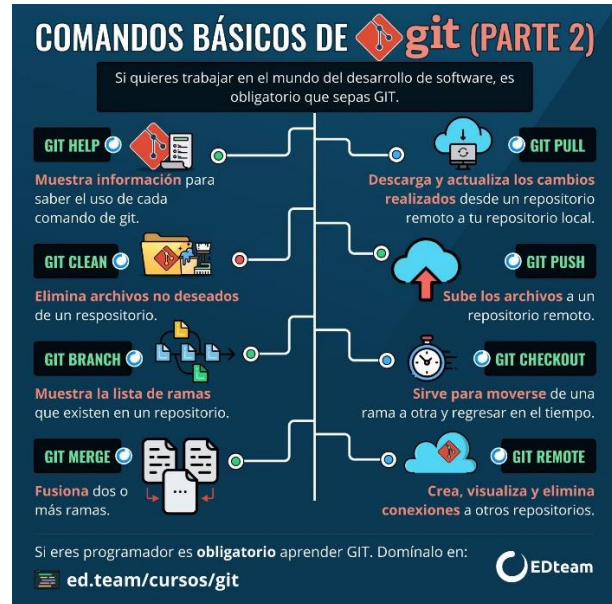 COMANDOS BÁSICOS DE git (PARTE 2)
Si quieres trabajar en el mundo del desarrollo de software, es
obligatorio que sepas GIT.
GIT HELP
Muestra información para
saber el uso de cada
comando de git.
GIT PULL
Descarga y actualiza los cambios
realizados desde un repositorio
remoto a tu repositorio local.
GIT CLEAN
Elimina archivos no deseados
de un respositorio.
GIT PUSH
Sube los archivos a un
repositorio remoto.
GIT BRANCH
Muestra la lista de ramas
que existen en un repositorio.
GIT CHECKOUT
Sirve para moverse de una
rama a otra y regresar en el tiempo.
GIT MERGE
Fusiona dos o
más ramas.
GIT REMOTE
Crea, visualiza y elimina
conexiones a otros repositorios.
Si eres programador es obligatorio aprender GIT. Domínalo en:
ed.team/cursos/git
EDteam